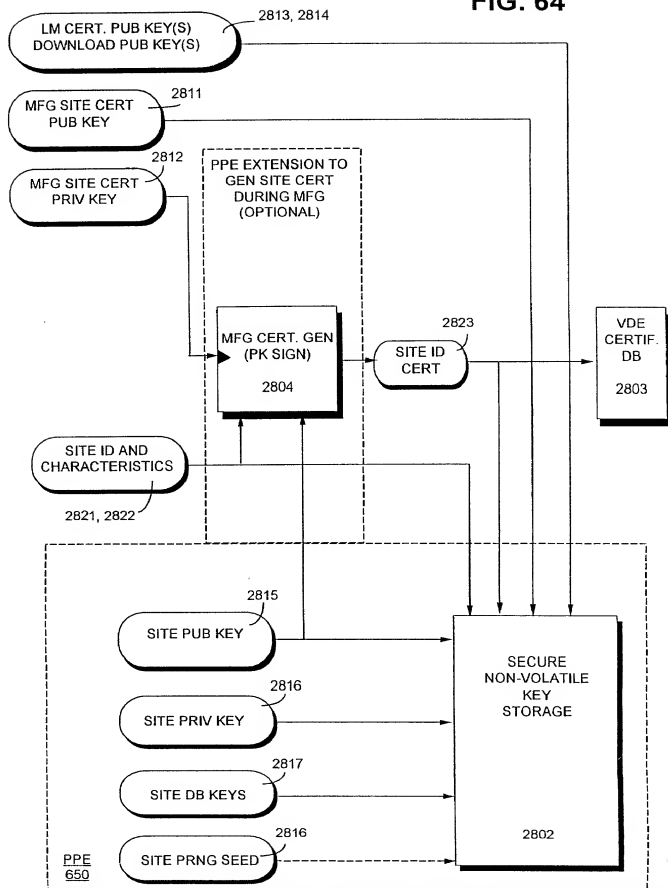 FIG. 64
LM CERT. PUB KEY(S)
DOWNLOAD PUB KEY(S)
2813, 2814
MFG SITE CERT
PUB KEY
2811
MFG SITE CERT
PRIV KEY
2812
PPE EXTENSION TO
GEN SITE CERT
DURING MFG
(OPTIONAL)
MFG CERT. GEN
(PK SIGN)
2804
SITE ID
CERT
2823
VDE
CERTIF.
DB
2803
SITE ID AND
CHARACTERISTICS
2821, 2822
SITE PUB KEY
2815
SITE PRIV KEY
2816
SITE DB KEYS
2817
SITE PRNG SEED
2816
SECURE
NON-VOLATILE
KEY
STORAGE
2802
PPE
650